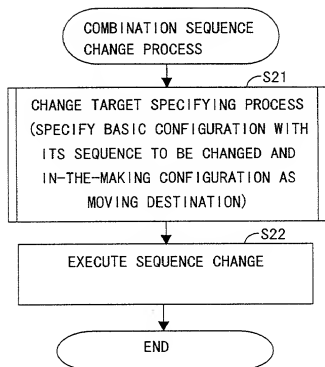 COMBINATION SEQUENCE
CHANGE PROCESS
S21
CHANGE TARGET SPECIFYING PROCESS
(SPECIFY BASIC CONFIGURATION WITH
ITS SEQUENCE TO BE CHANGED AND
IN-THE-MAKING CONFIGURATION AS
MOVING DESTINATION)
S22
EXECUTE SEQUENCE CHANGE
END